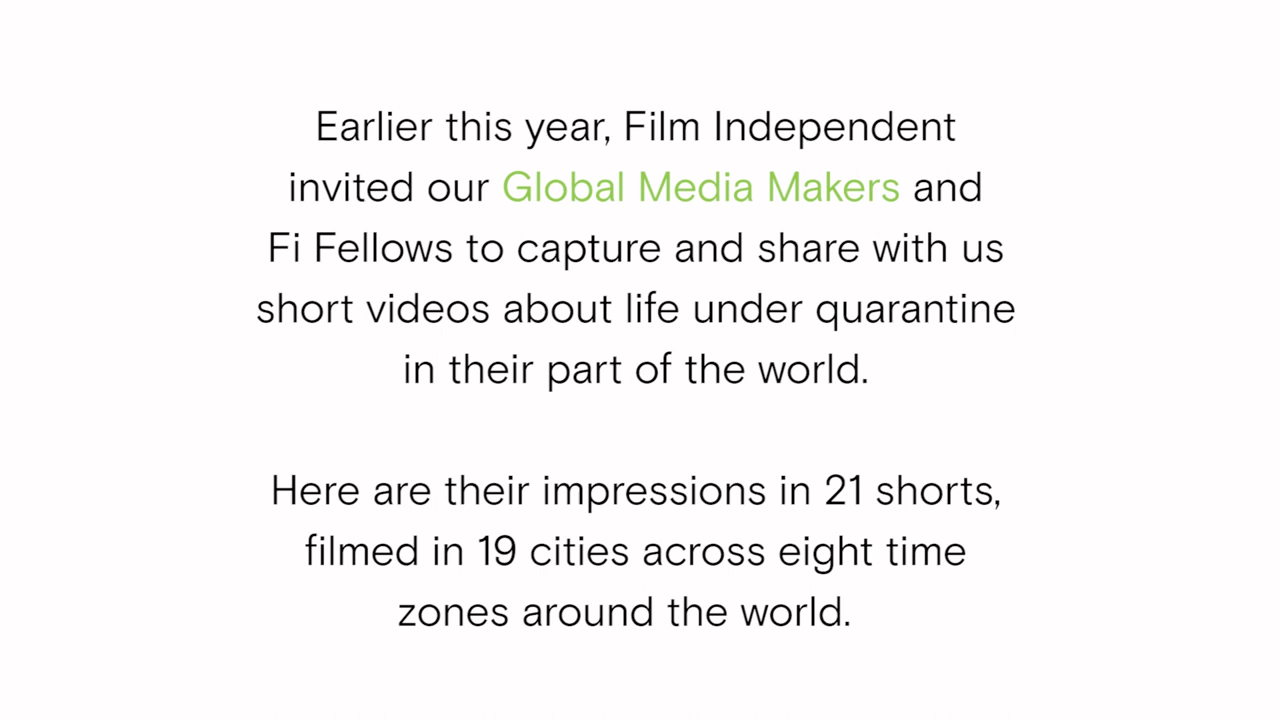 Earlier this year, Film Independent
invited our Global Media Makers and
Fi Fellows to capture and share with us
short videos about life under quarantine
in their part of the world.
Here are their impressions in 21 shorts,
filmed in 19 cities across eight time
zones around the world.